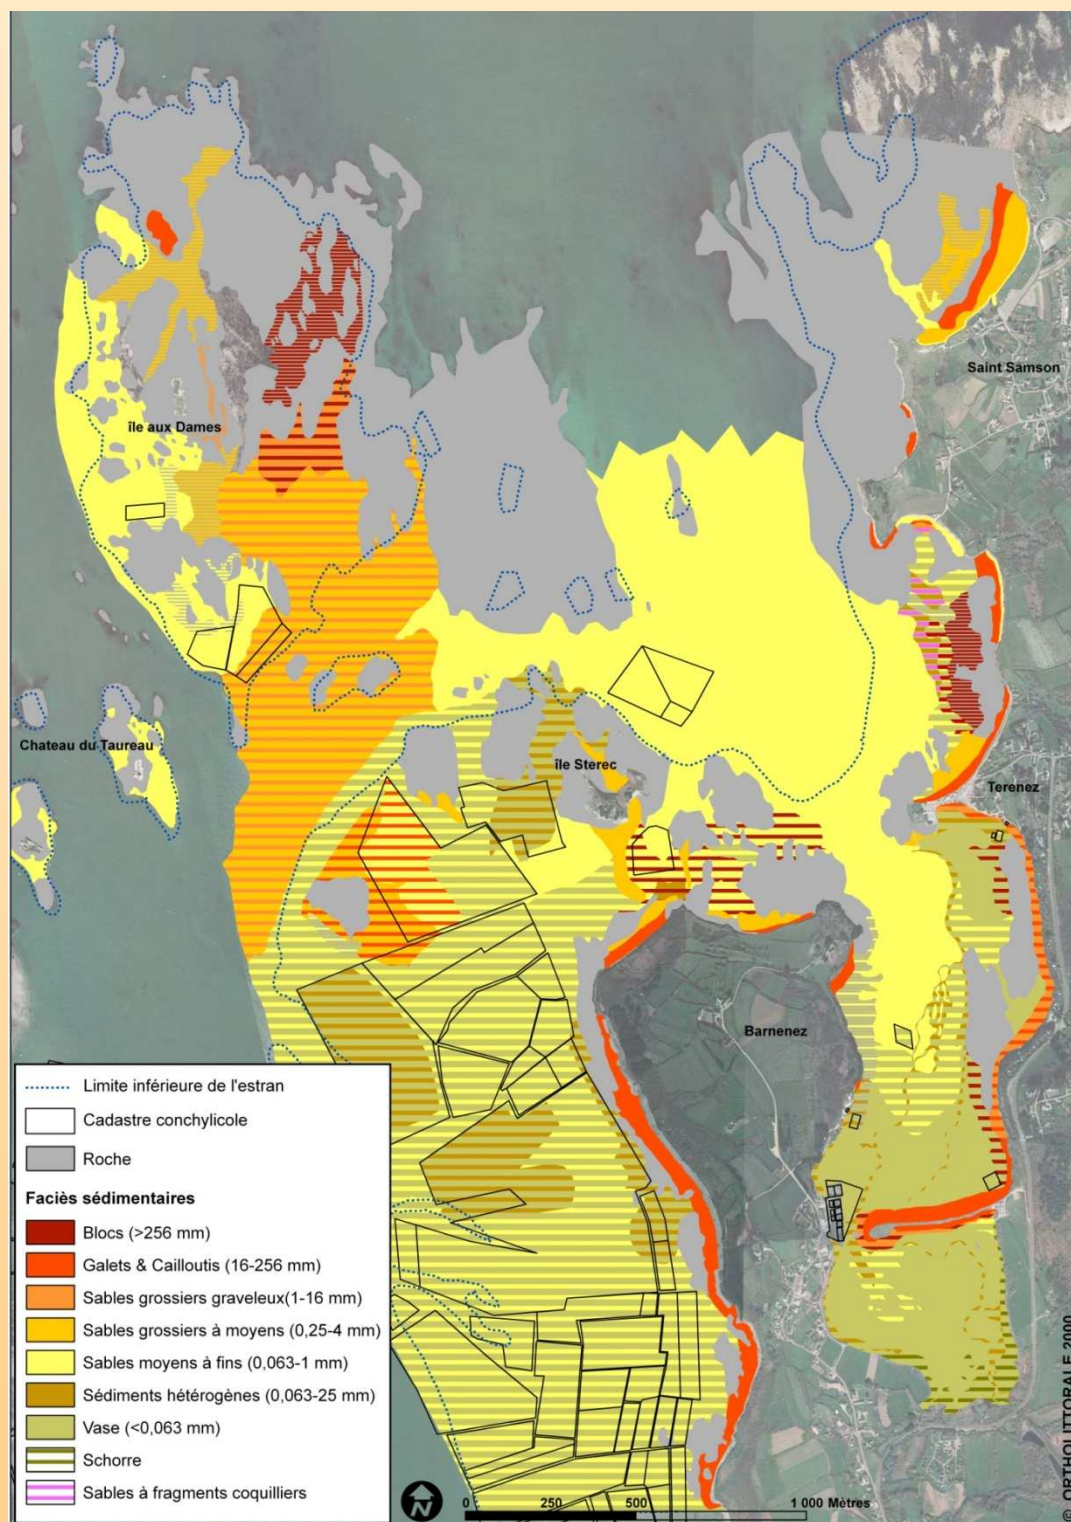 Saint Samson
île aux Dames
Chateau du Taureau
île Sterec
Terenez
Barnenez
Limite inférieure de l'estran
Cadastre conchylicole
Roche
Faciès sédimentaires
Blocs (>256 mm)
Galets & Cailloutis (16-256 mm)
Sables grossiers graveleux(1-16 mm)
Sables grossiers à moyens (0,25-4 mm)
Sables moyens à fins (0,063-1 mm)
Sédiments hétérogènes (0,063-25 mm)
Vase (<0,063 mm)
Schorre
Sables à fragments coquilliers
N
0 250 500 1 000 Mètres
© ORTHOLITTORALE 2000